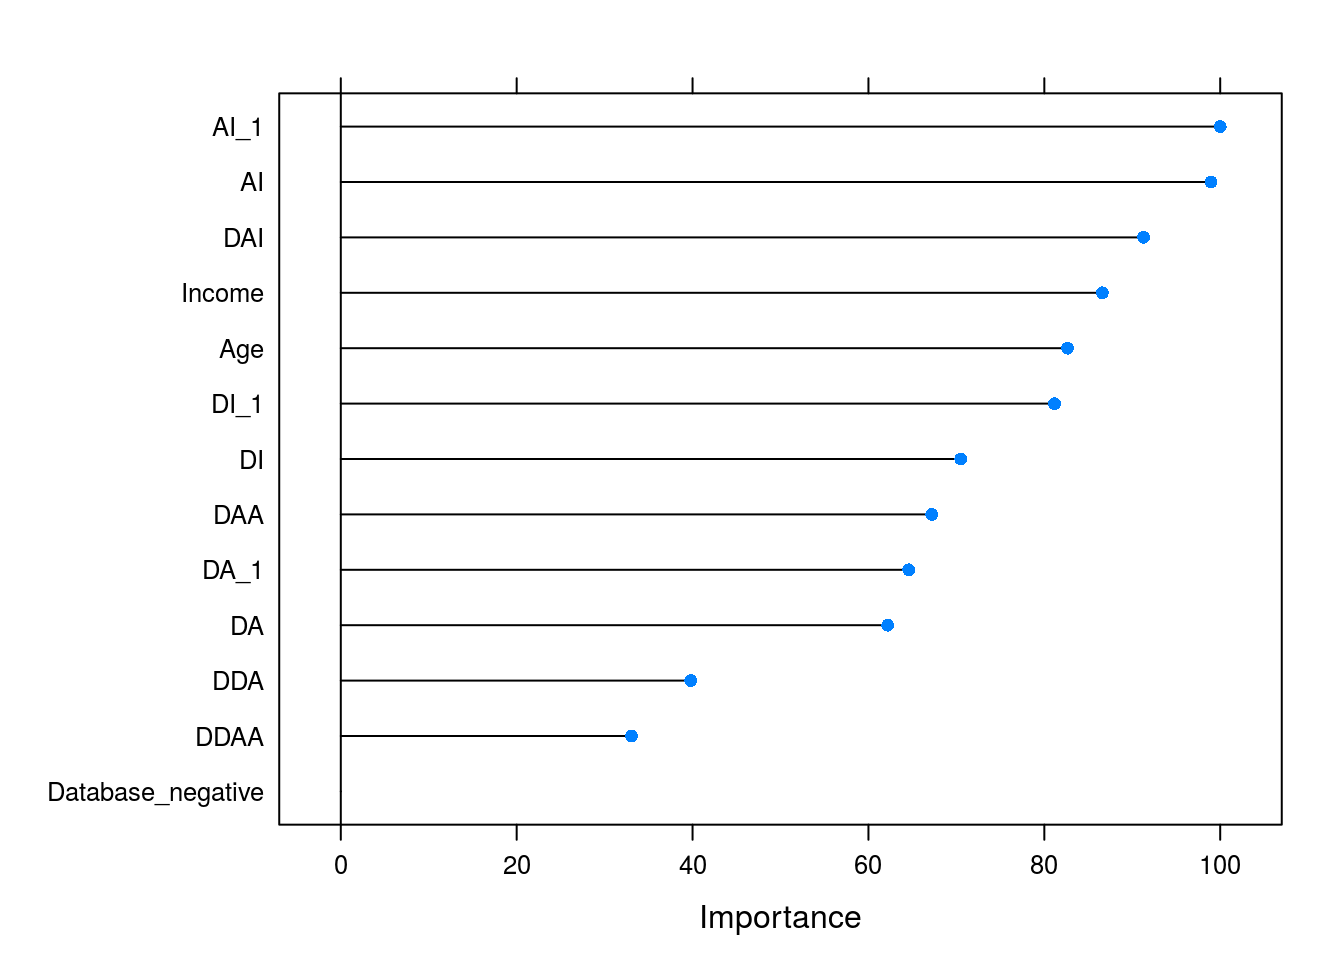 AI_1
AI
DAI
Income
Age
DI_1
DI
DAA
DA_1
DA
DDA
DDAA
Database_negative
0 20 40 60 80 100
Importance